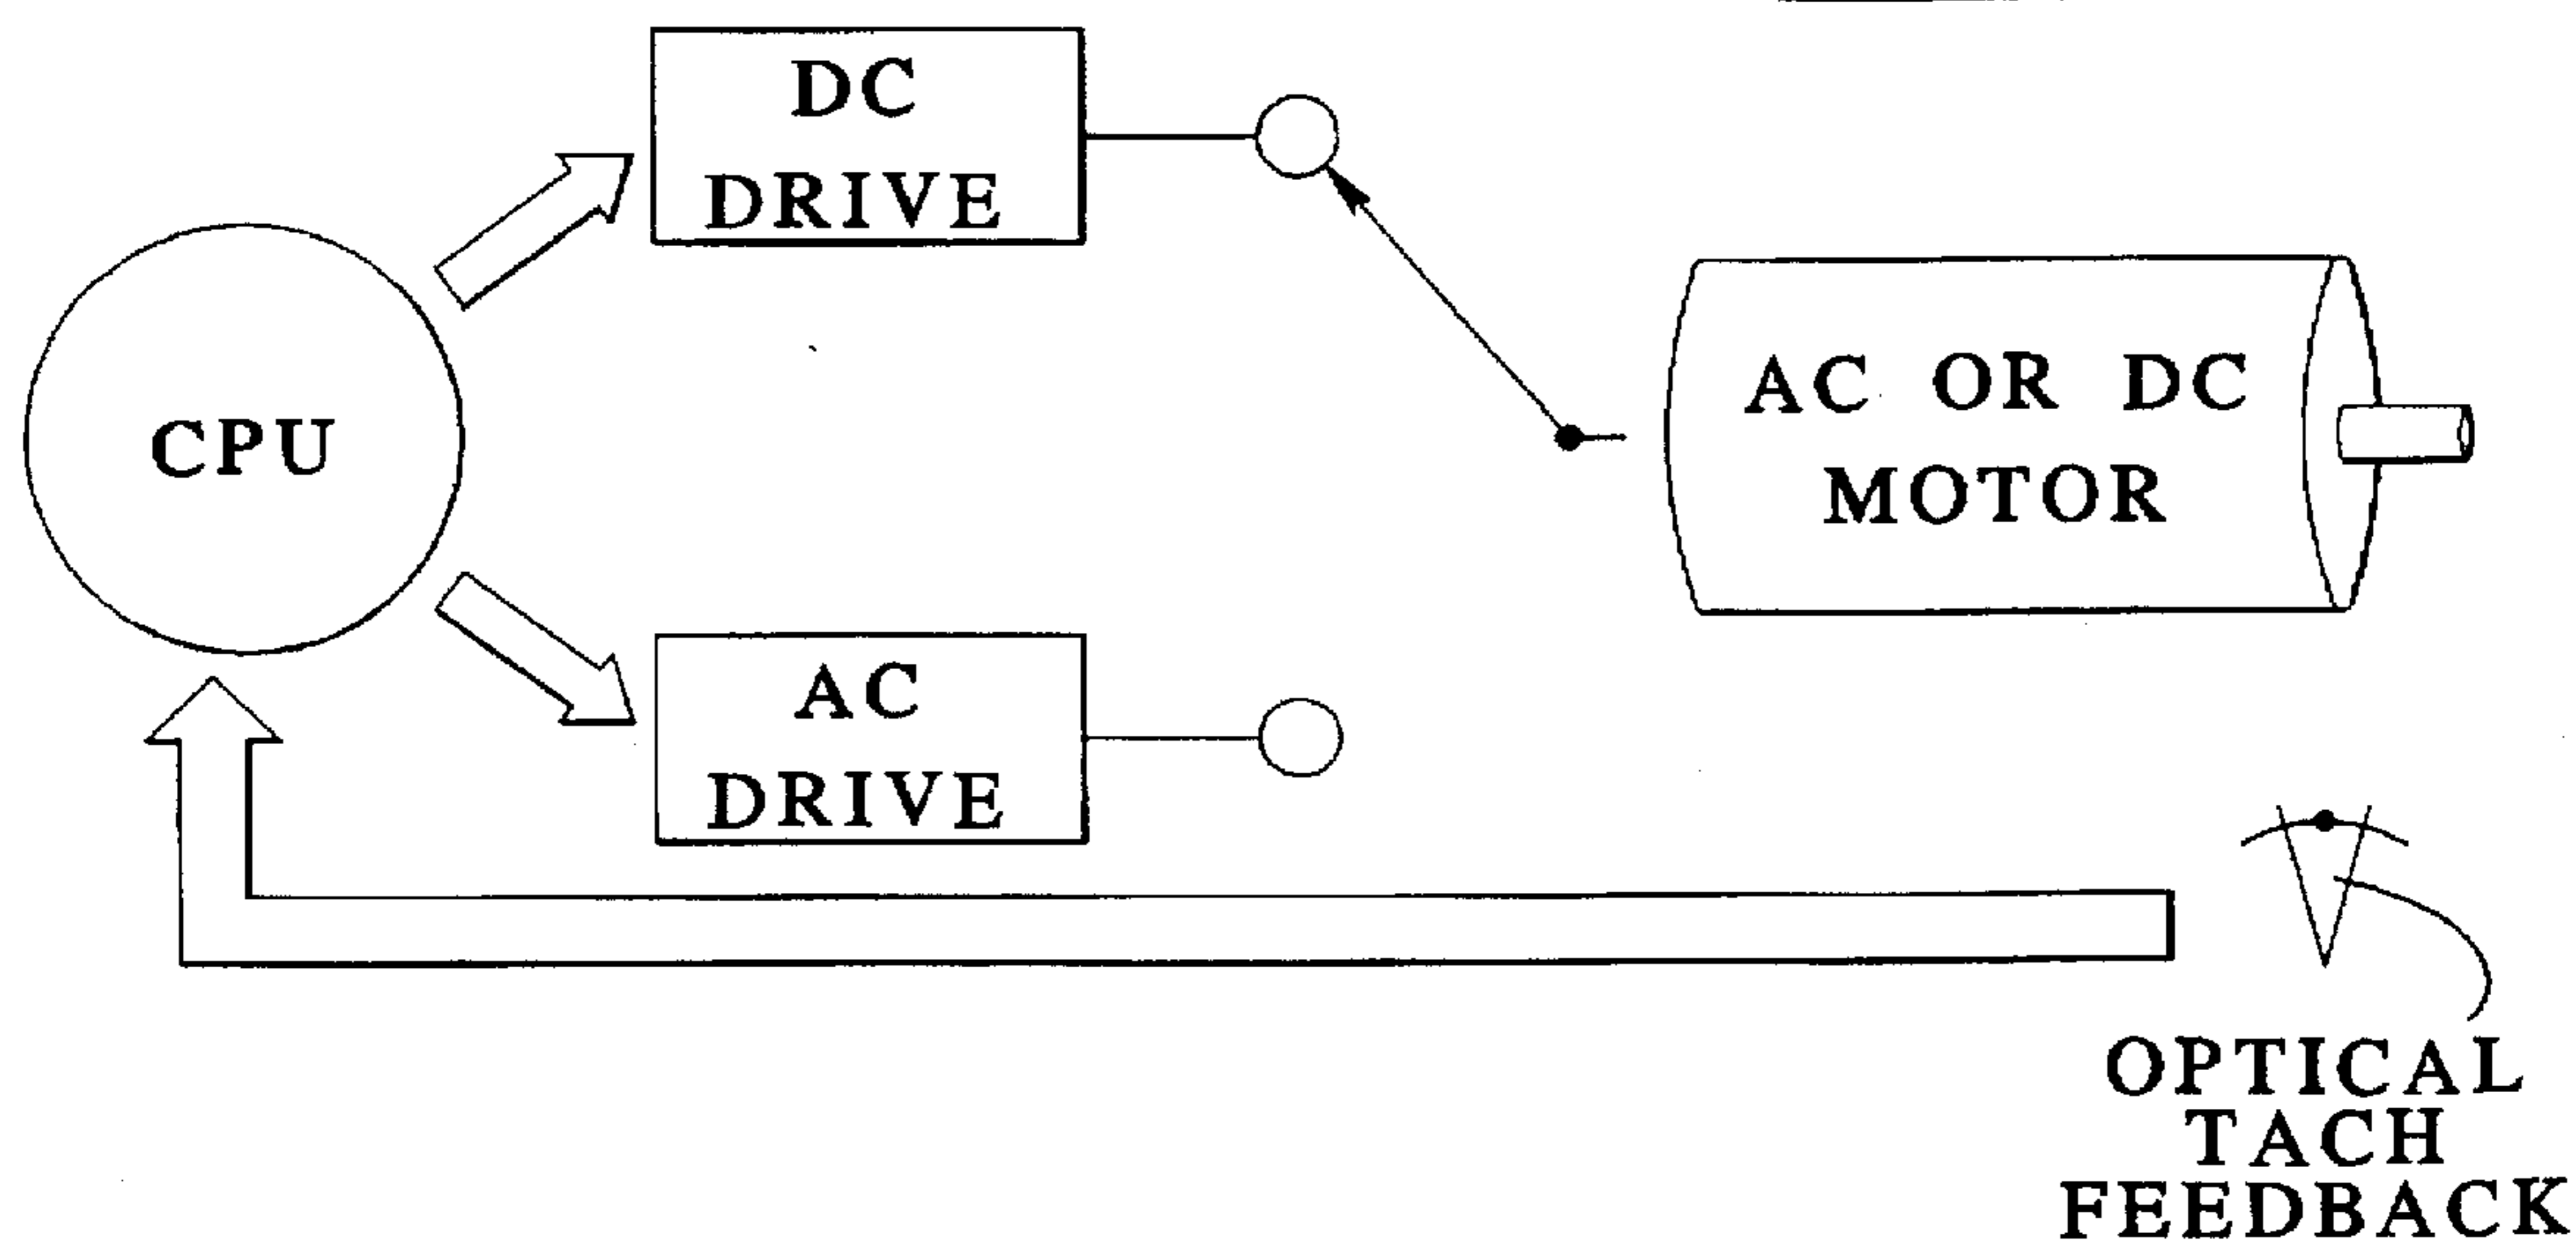 DC
DRIVE
CPU
AC OR DC
MOTOR
AC
DRIVE
OPTICAL
TACH
FEEDBACK